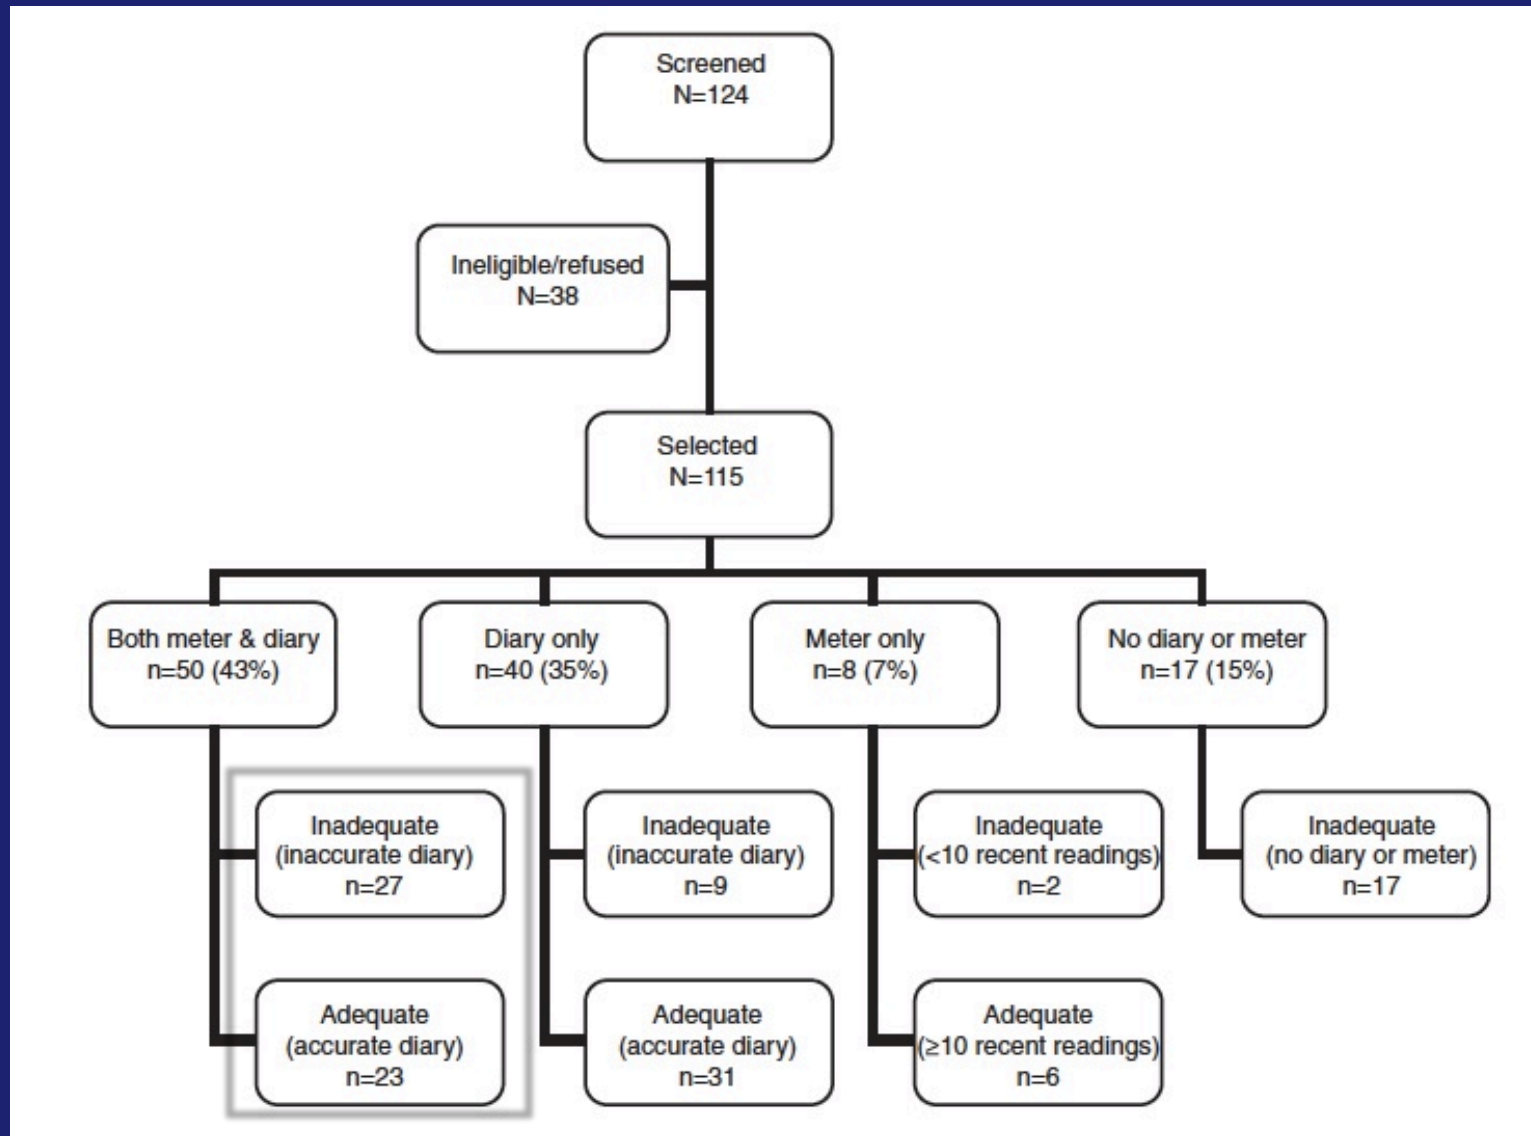 Screened
N=124
Ineligible/refused
N=38
Selected
N=115
Both meter & diary
n=50 (43%)
Diary only
n=40 (35%)
Meter only
n=8 (7%)
No diary or meter
n=17 (15%)
Inadequate
(inaccurate diary)
n=27
Inadequate
(inaccurate diary)
n=9
Inadequate
(<10 recent readings)
n=2
Inadequate
(no diary or meter)
n=17
Adequate
(accurate diary)
n=23
Adequate
(accurate diary)
n=31
Adequate
(≥10 recent readings)
n=6